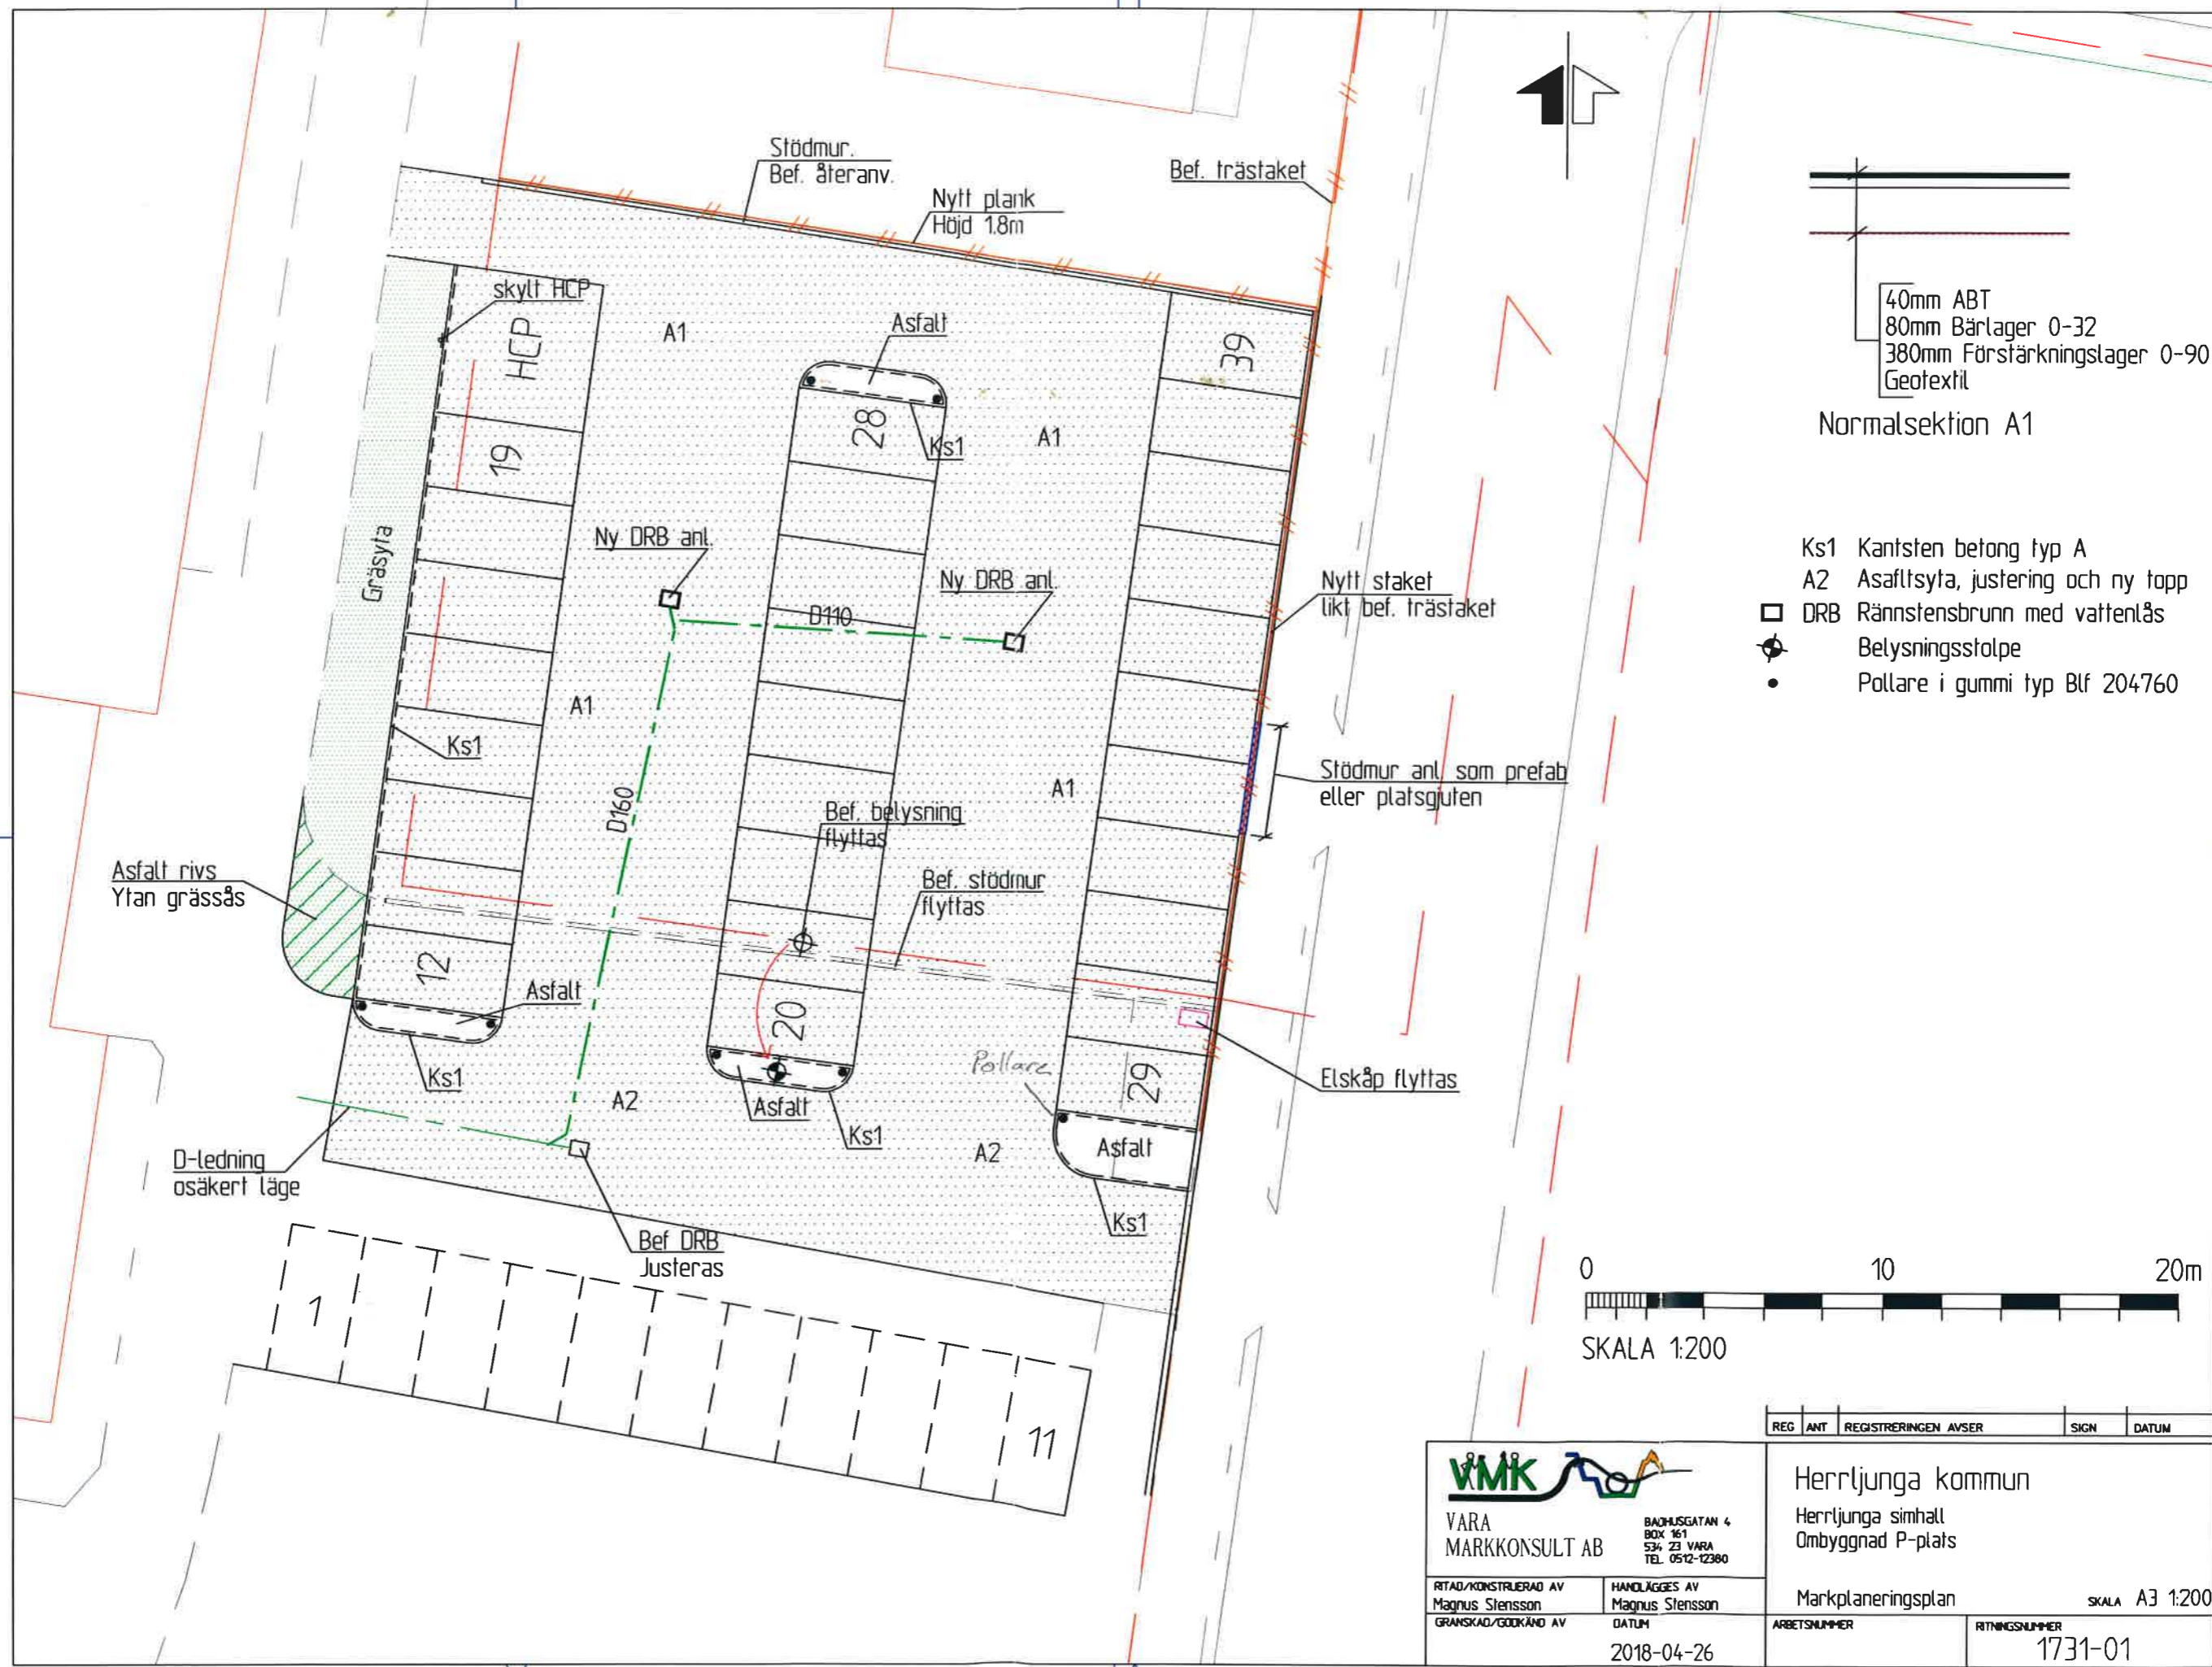 Stödmur.
Bef. återanv.
Nytt plank
Höjd 1.8m
Bef. trästaket
skylt HCP
HCP
A1
Asfalt
39
28
Ks1
A1
19
Gräsyta
Ny DRB anl.
Ny DRB anl.
D110
Nytt staket
likt bef. trästaket
A1
Ks1
D160
A1
Stödmur anl. som prefab
eller platsgjuten
Bef. belysning
flyttas
Asfalt rivs
Ytan grässås
Bef. stödmur
flyttas
12
Asfalt
20
Pollare
29
Elskåp flyttas
Ks1
A2
Asfalt
Ks1
A2
Asfalt
D-ledning
osäkert läge
Ks1
Bef DRB
Justeras
1
11
40mm ABT
80mm Bärlager 0-32
380mm Förstärkningslager 0-90
Geotextil
Normalsektion A1
Ks1 Kantsten betong typ A
A2 Asafltsyta, justering och ny topp
DRB Rännstensbrunn med vattenlås
Belysningsstolpe
Pollare i gummi typ Blf 204760
0 10 20m
SKALA 1:200
REG ANT REGISTRERINGEN AVSER SIGN DATUM
VMK
VARA
MARKKONSULT AB
BADHUSGATAN 4
BOX 161
534 23 VARA
TEL. 0512-12380
Herrljunga kommun
Herrljunga simhall
Ombyggnad P-plats
RITAD/KONSTRUERAD AV
Magnus Stensson
HANDLÄGGES AV
Magnus Stensson
Markplaneringsplan
SKALA A3 1:200
GRANSKAD/GODKÄND AV
DATUM
2018-04-26
ARBETSNUMMER
RITNINGSNUMMER
1731-01